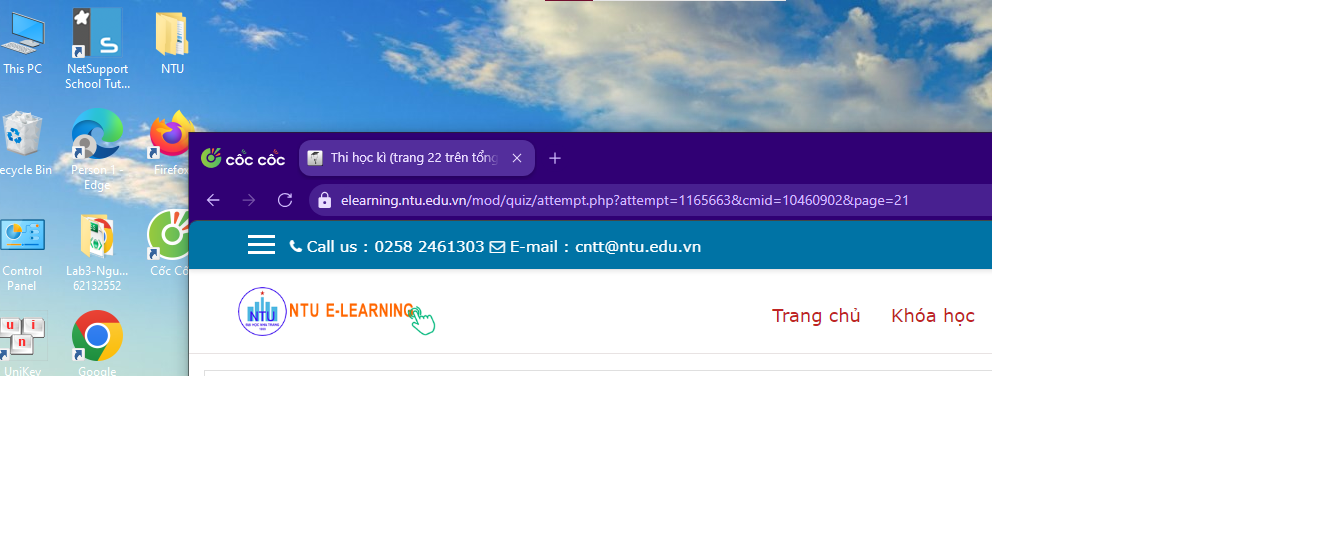 This PC
NetSupport
School Tut...
NTU
ecycle Bin
Person 1 -
Edge
Firefox
Control
Panel
Lab3-Ngu...
62132552
Cốc Cố
UniKey
Google
cốc cốc
Thi học kì (trang 22 trên tổng
elearning.ntu.edu.vn/mod/quiz/attempt.php?attempt=1165663&cmid=10460902&page=21
Call us : 0258 2461303 E-mail : cntt@ntu.edu.vn
NTU
NTU E-LEARNING
Trang chủ Khóa học